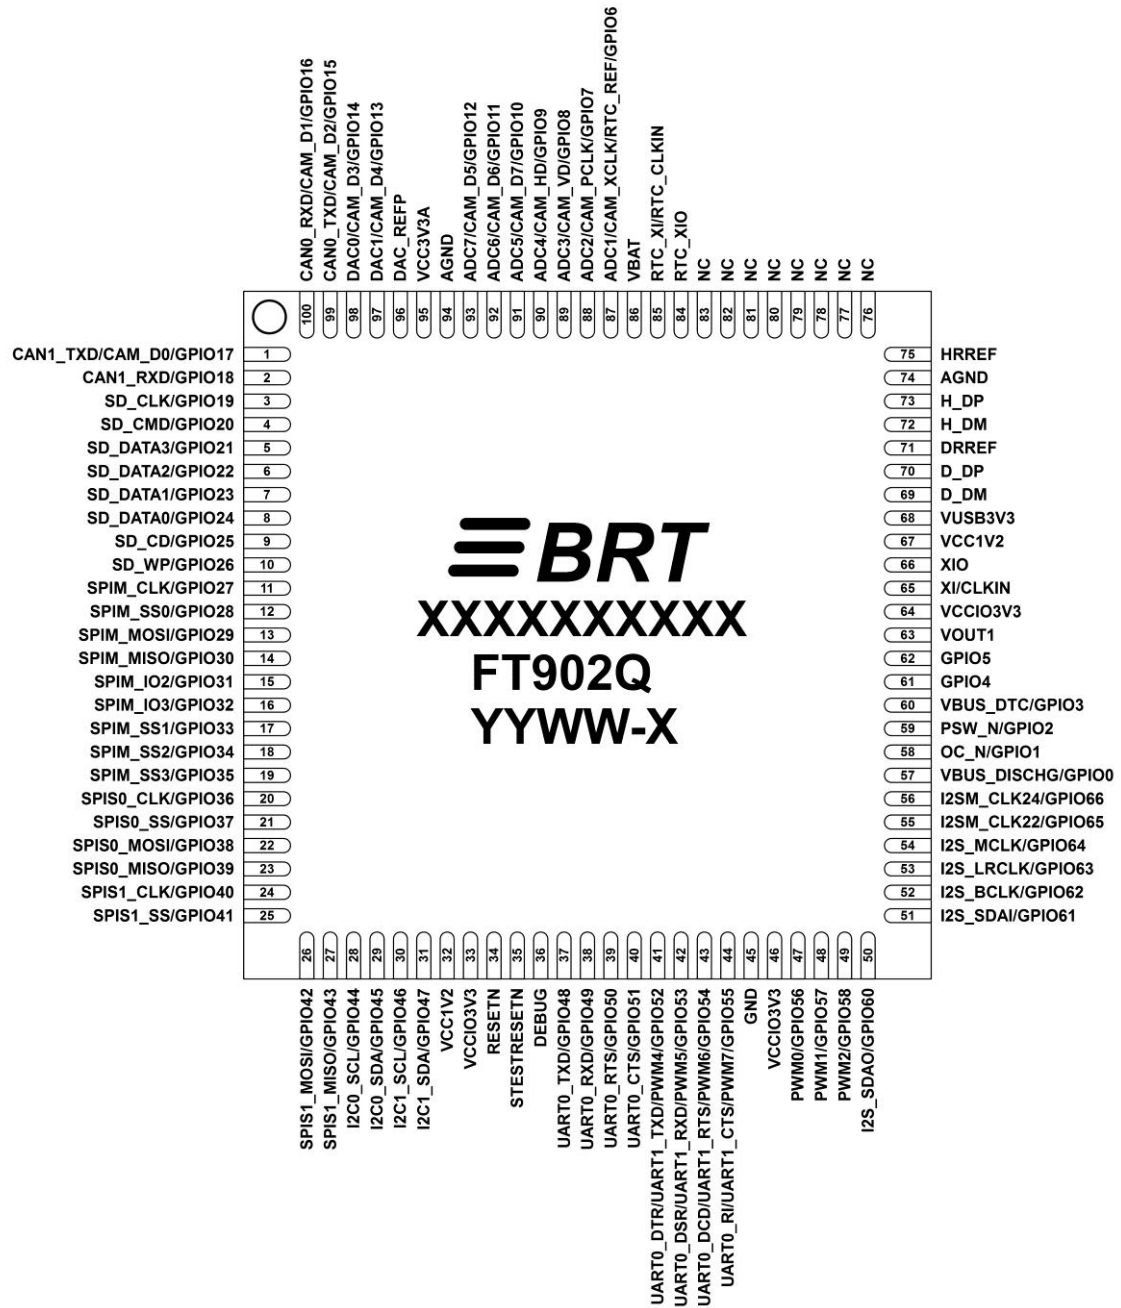 CAN0_RXD/CAM_D1/GPIO16
CAN0_TXD/CAM_D2/GPIO15
DAC0/CAM_D3/GPIO14
DAC1/CAM_D4/GPIO13
DAC_REFP
VCC3V3A
AGND
ADC7/CAM_D5/GPIO12
ADC6/CAM_D6/GPIO11
ADC5/CAM_D7/GPIO10
ADC4/CAM_HD/GPIO9
ADC3/CAM_VD/GPIO8
ADC2/CAM_PCLK/GPIO7
ADC1/CAM_XCLK/RTC_REF/GPIO6
VBAT
RTC_XI/RTC_CLKIN
RTC_XIO
NC
NC
NC
NC
NC
NC
NC
NC
100
99
98
97
96
95
94
93
92
91
90
89
88
87
86
85
84
83
82
81
80
79
78
77
76
CAN1_TXD/CAM_D0/GPIO17 1
CAN1_RXD/GPIO18 2
SD_CLK/GPIO19 3
SD_CMD/GPIO20 4
SD_DATA3/GPIO21 5
SD_DATA2/GPIO22 6
SD_DATA1/GPIO23 7
SD_DATA0/GPIO24 8
SD_CD/GPIO25 9
SD_WP/GPIO26 10
SPIM_CLK/GPIO27 11
SPIM_SS0/GPIO28 12
SPIM_MOSI/GPIO29 13
SPIM_MISO/GPIO30 14
SPIM_IO2/GPIO31 15
SPIM_IO3/GPIO32 16
SPIM_SS1/GPIO33 17
SPIM_SS2/GPIO34 18
SPIM_SS3/GPIO35 19
SPIS0_CLK/GPIO36 20
SPIS0_SS/GPIO37 21
SPIS0_MOSI/GPIO38 22
SPIS0_MISO/GPIO39 23
SPIS1_CLK/GPIO40 24
SPIS1_SS/GPIO41 25
BRT
XXXXXXXXXX
FT902Q
YYWW-X
75 HRREF
74 AGND
73 H_DP
72 H_DM
71 DRREF
70 D_DP
69 D_DM
68 VUSB3V3
67 VCC1V2
66 XIO
65 XI/CLKIN
64 VCCIO3V3
63 VOUT1
62 GPIO5
61 GPIO4
60 VBUS_DTC/GPIO3
59 PSW_N/GPIO2
58 OC_N/GPIO1
57 VBUS_DISCHG/GPIO0
56 I2SM_CLK24/GPIO66
55 I2SM_CLK22/GPIO65
54 I2S_MCLK/GPIO64
53 I2S_LRCLK/GPIO63
52 I2S_BCLK/GPIO62
51 I2S_SDAI/GPIO61
26
27
28
29
30
31
32
33
34
35
36
37
38
39
40
41
42
43
44
45
46
47
48
49
50
SPIS1_MOSI/GPIO42
SPIS1_MISO/GPIO43
I2C0_SCL/GPIO44
I2C0_SDA/GPIO45
I2C1_SCL/GPIO46
I2C1_SDA/GPIO47
VCC1V2
VCCIO3V3
RESETN
STESTRESETN
DEBUG
UART0_TXD/GPIO48
UART0_RXD/GPIO49
UART0_RTS/GPIO50
UART0_CTS/GPIO51
UART0_DTR/UART1_TXD/PWM4/GPIO52
UART0_DSR/UART1_RXD/PWM5/GPIO53
UART0_DCD/UART1_RTS/PWM6/GPIO54
UART0_RI/UART1_CTS/PWM7/GPIO55
GND
VCCIO3V3
PWM0/GPIO56
PWM1/GPIO57
PWM2/GPIO58
I2S_SDAO/GPIO60